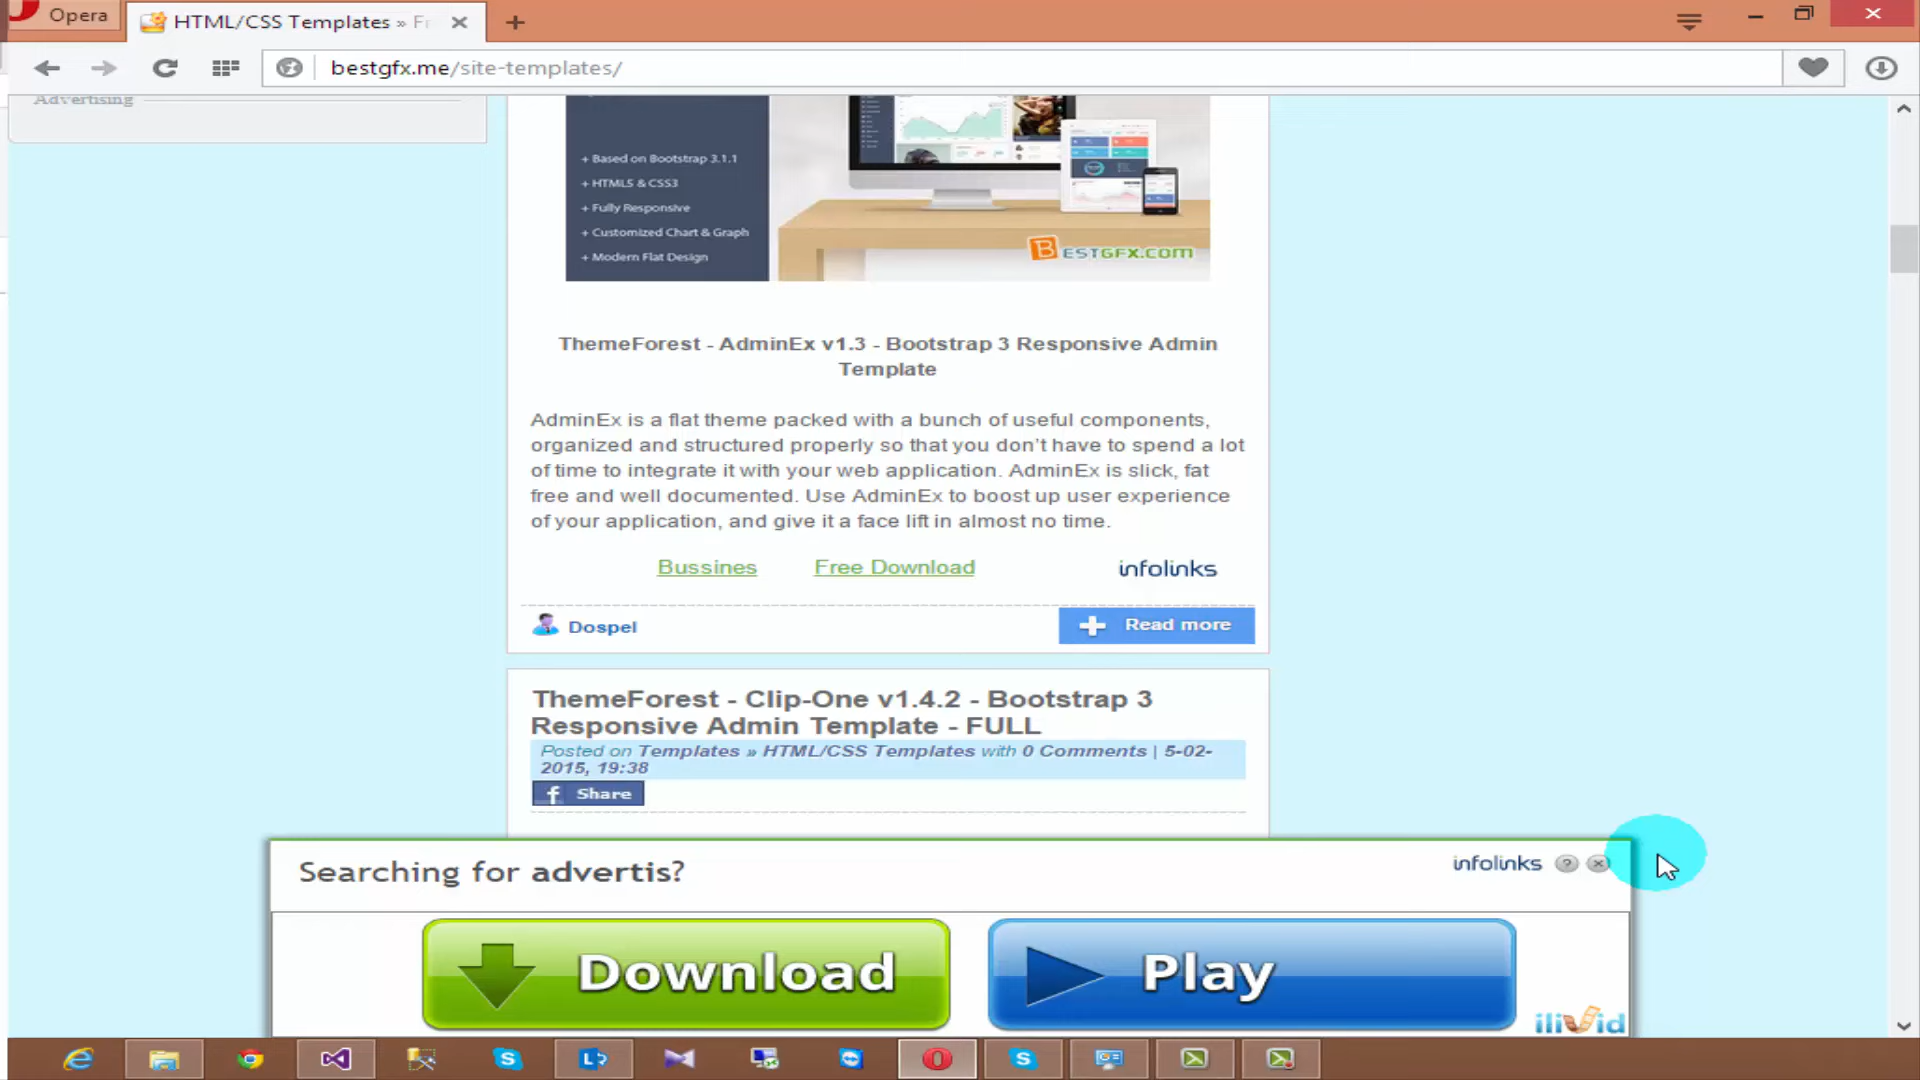 Opera
HTML/CSS Templates » Fr
bestgfx.me/site-templates/
Advertising
+ Based on Bootstrap 3.1.1
+ HTML5 & CSS3
+ Fully Responsive
+ Customized Chart & Graph
+ Modern Flat Design
BESTGFX.COM
ThemeForest - AdminEx v1.3 - Bootstrap 3 Responsive Admin
Template
AdminEx is a flat theme packed with a bunch of useful components,
organized and structured properly so that you don't have to spend a lot
of time to integrate it with your web application. AdminEx is slick, fat
free and well documented. Use AdminEx to boost up user experience
of your application, and give it a face lift in almost no time.
Bussines Free Download infolinks
Dospel Read more
ThemeForest - Clip-One v1.4.2 - Bootstrap 3
Responsive Admin Template - FULL
Posted on Templates » HTML/CSS Templates with 0 Comments | 5-02-
2015, 19:38
f Share
Searching for advertis? infolinks ? x
Download Play
ilivid